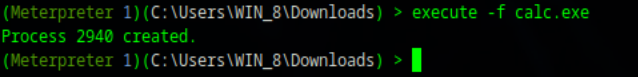 (Meterpreter 1)(C:\Users\WIN_8\Downloads) > execute -f calc.exe
Process 2940 created.
(Meterpreter 1)(C:\Users\WIN_8\Downloads) >